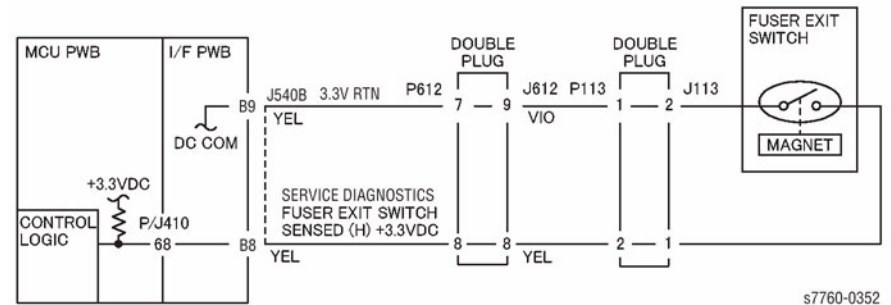 FUSER EXIT
SWITCH
MCU PWB
I/F PWB
DOUBLE
PLUG
DOUBLE
PLUG
B9
J540B
3.3V RTN
P612
7
9
J612
P113
1
2
J113
YEL
VIO
DC COM
MAGNET
+3.3VDC
SERVICE DIAGNOSTICS
FUSER EXIT SWITCH
SENSED (H) +3.3VDC
CONTROL
LOGIC
P/J410
68
B8
8
8
2
1
YEL
YEL
s7760-0352